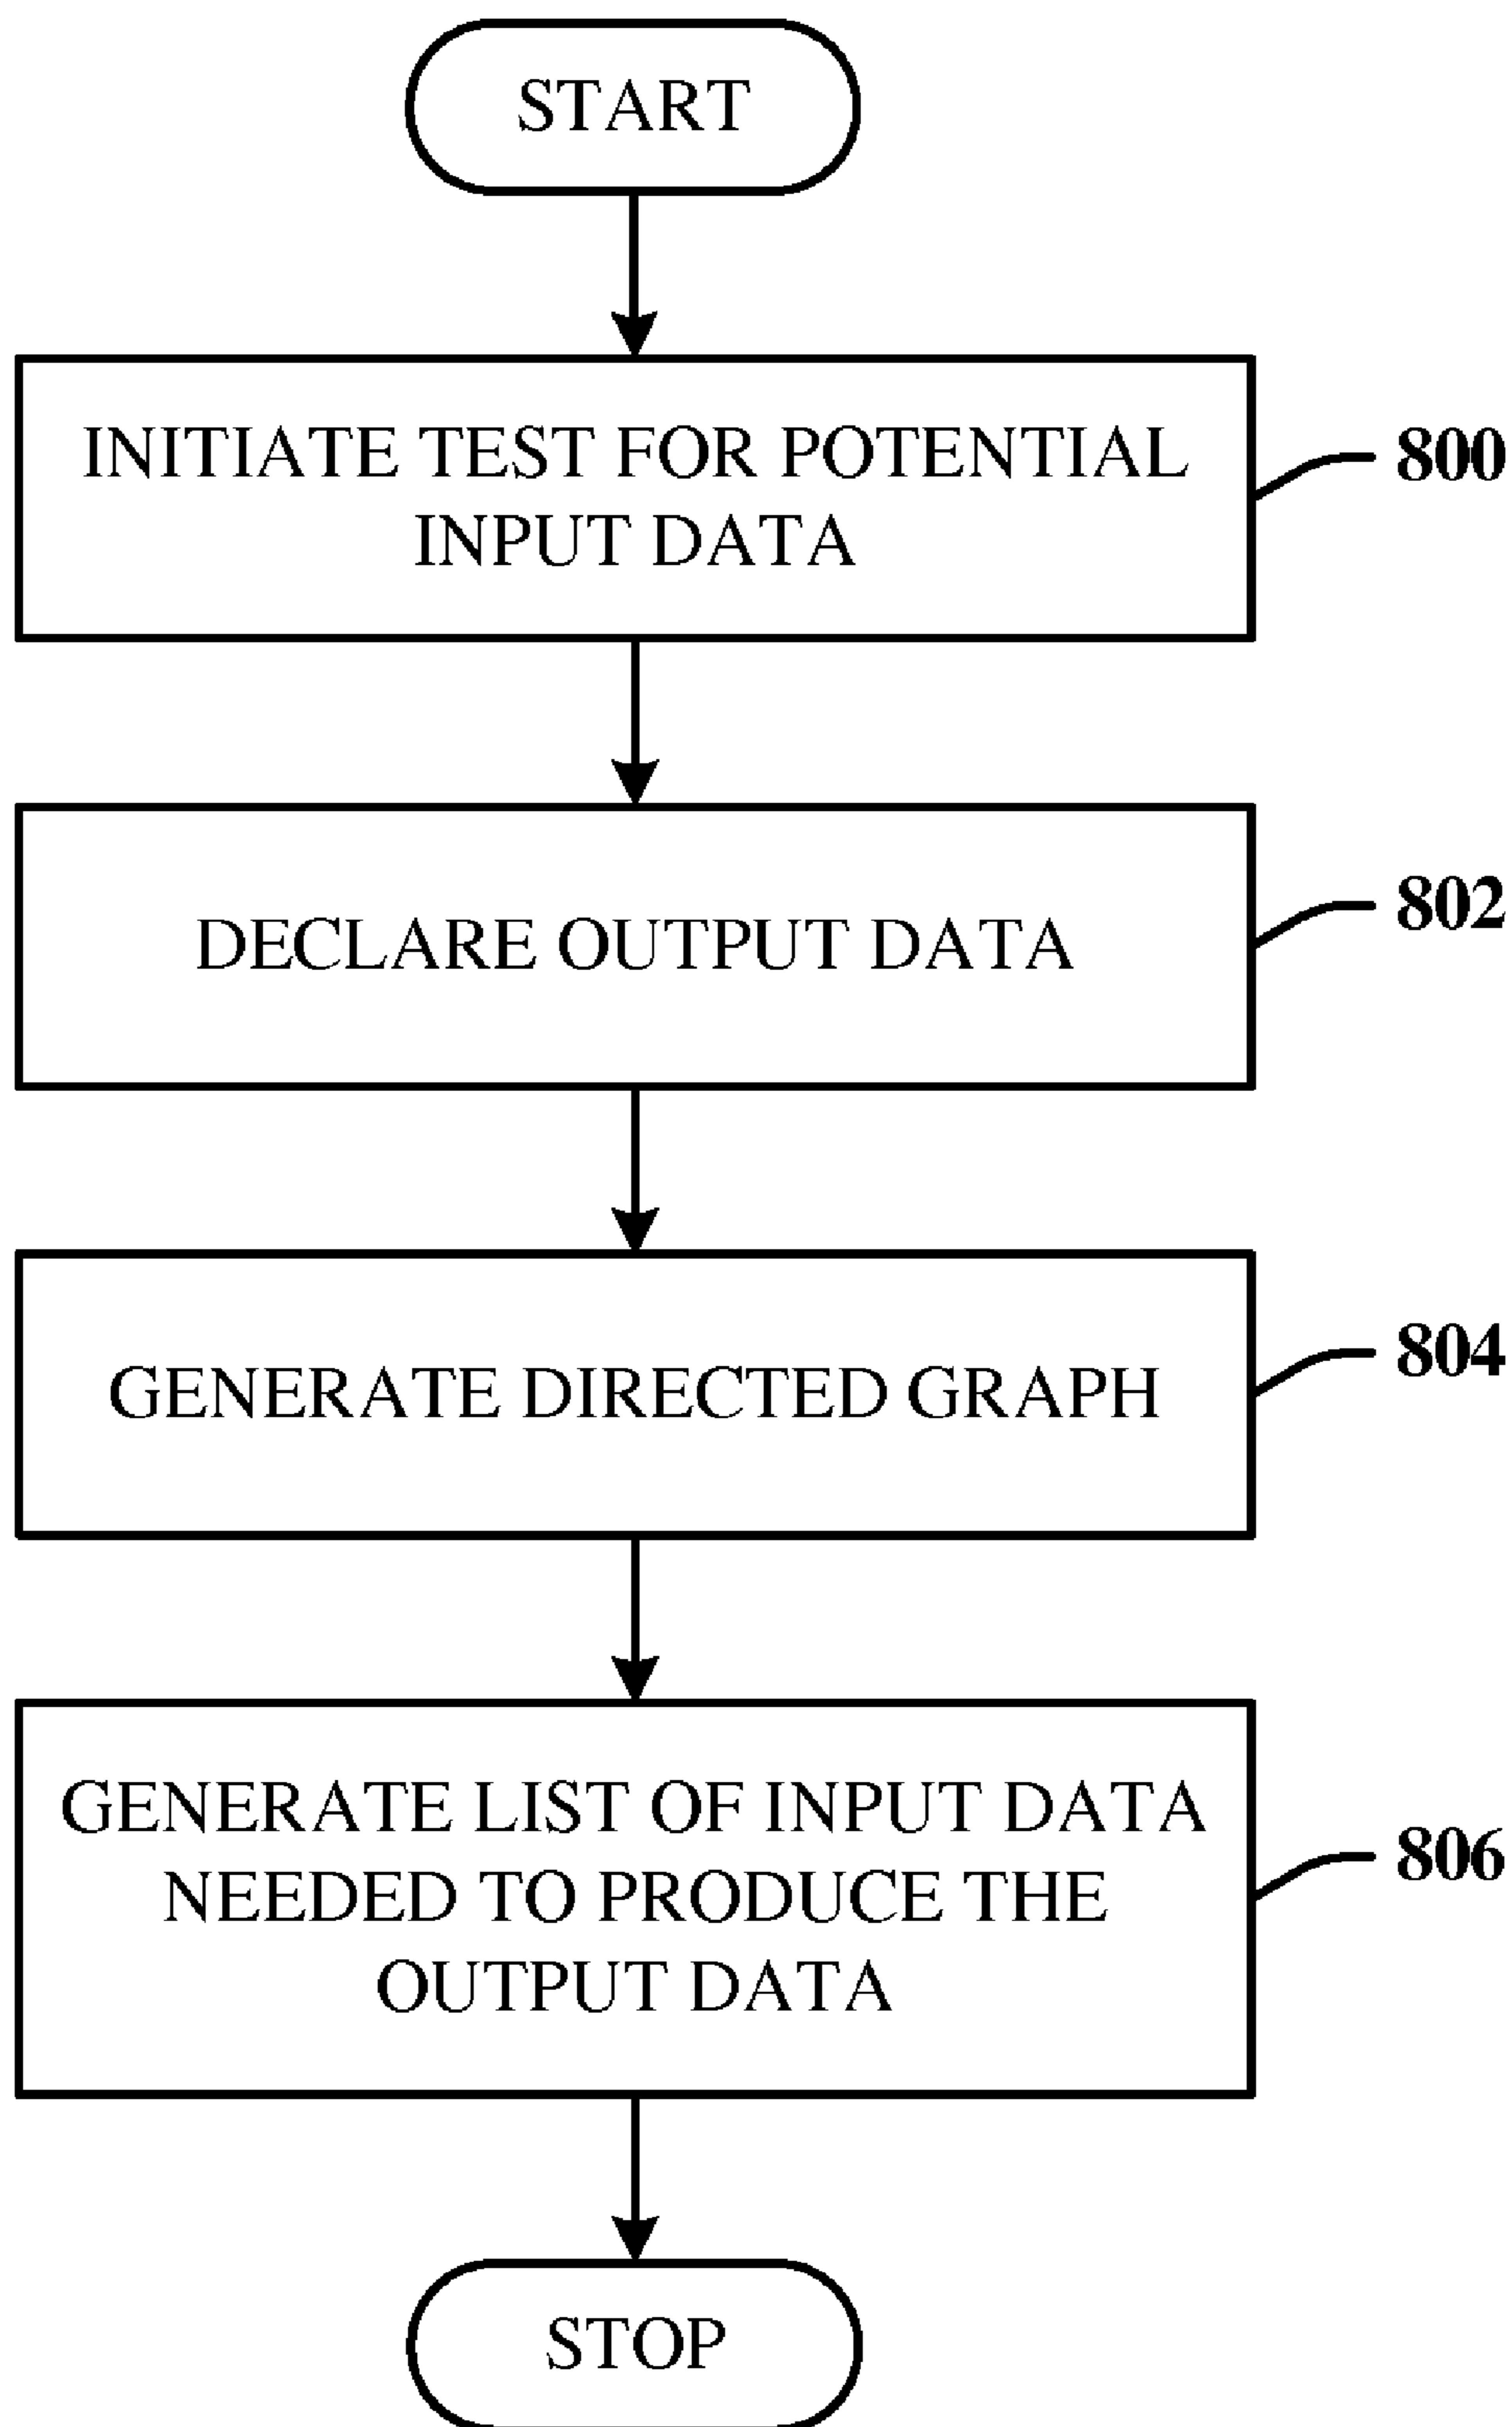 START
INITIATE TEST FOR POTENTIAL
INPUT DATA
800
DECLARE OUTPUT DATA
802
GENERATE DIRECTED GRAPH
804
GENERATE LIST OF INPUT DATA
NEEDED TO PRODUCE THE
OUTPUT DATA
806
STOP